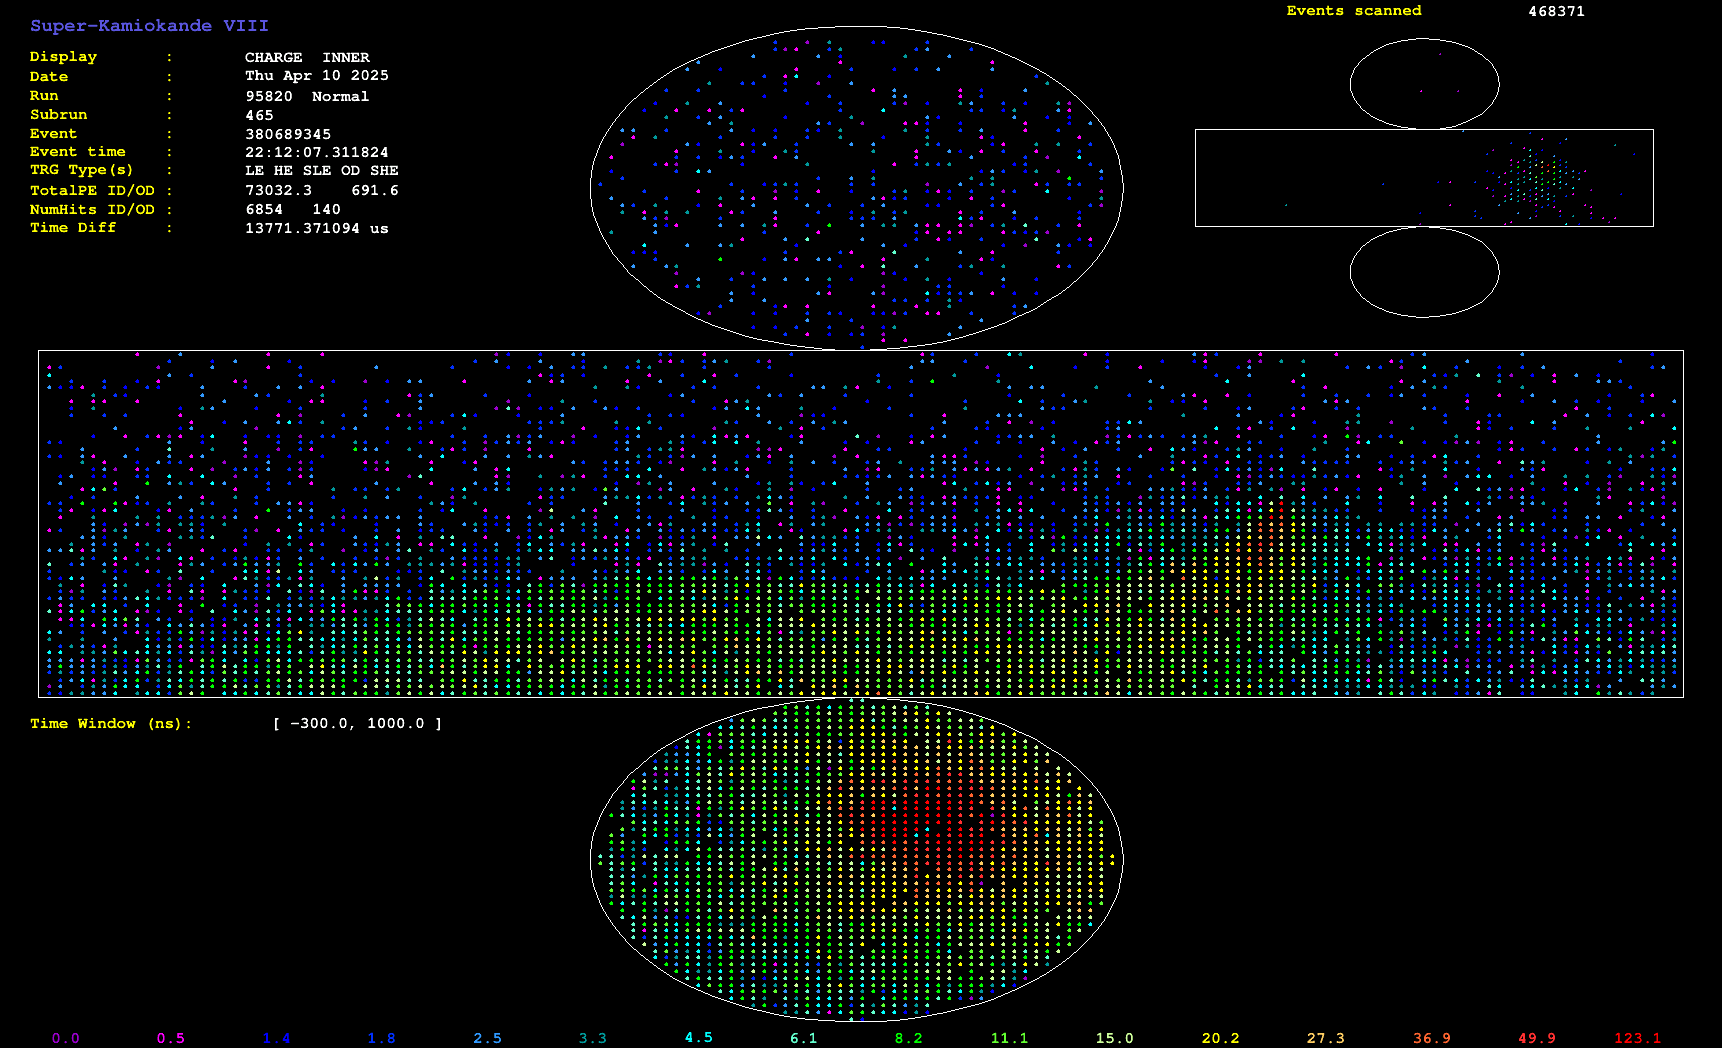 Super-Kamiokande VIII
Events scanned 468371
Display : CHARGE INNER
Date : Thu Apr 10 2025
Run : 95820 Normal
Subrun : 465
Event : 380689345
Event time : 22:12:07.311824
TRG Type(s) : LE HE SLE OD SHE
TotalPE ID/OD : 73032.3 691.6
NumHits ID/OD : 6854 140
Time Diff : 13771.371094 us
Time Window (ns): [ -300.0, 1000.0 ]
0.0 0.5 1.4 1.8 2.5 3.3 4.5 6.1 8.2 11.1 15.0 20.2 27.3 36.9 49.9 123.1